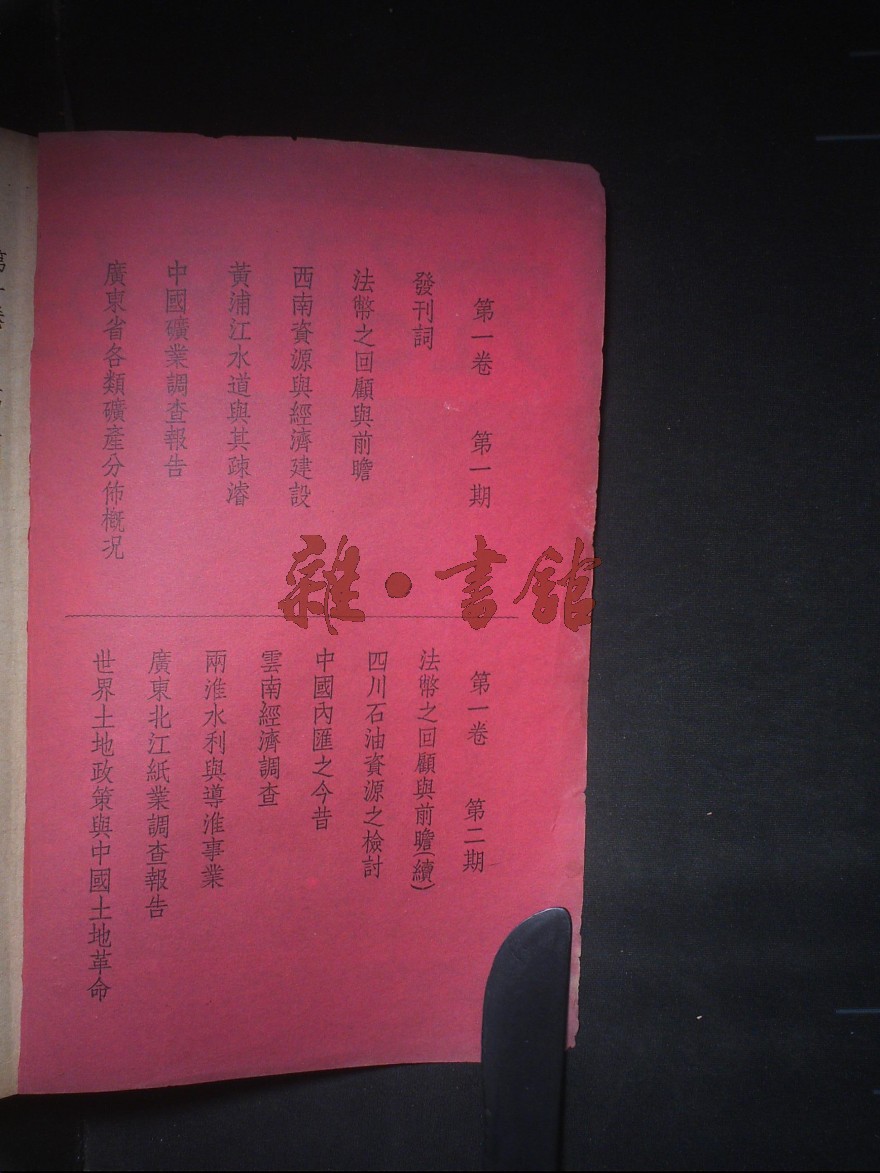 第一卷 第一期
發刊詞
法幣之回顧與前瞻
西南資源與經濟建設
黃浦江水道與其疎濬
中國礦業調查報告
廣東省各類礦產分佈概况
第一卷 第二期
法幣之回顧與前瞻(續)
四川石油資源之檢討
中國內匯之今昔
雲南經濟調查
兩淮水利與導淮事業
廣東北江紙業調查報告
世界土地政策與中國土地革命
雜·書館